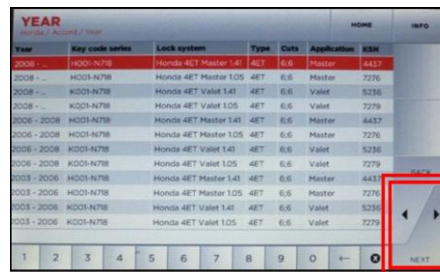 YEAR
HOME
INFO
Honda / Accord / Year
Year Key code series Lock system Type Cuts Application KSN
2008 - ... H001-N718 Honda 4ET Master 1.41 4ET 6;6 Master 4437
2008 - ... H001-N718 Honda 4ET Master 1.05 4ET 6;6 Master 7276
2008 - ... K001-N718 Honda 4ET Valet 1.41 4ET 6;6 Valet 5236
2008 - ... K001-N718 Honda 4ET Valet 1.05 4ET 6;6 Valet 7279
2006 - 2008 H001-N718 Honda 4ET Master 1.41 4ET 6;6 Master 4437
2006 - 2008 H001-N718 Honda 4ET Master 1.05 4ET 6;6 Master 7276
2006 - 2008 K001-N718 Honda 4ET Valet 1.41 4ET 6;6 Valet 5236
2006 - 2008 K001-N718 Honda 4ET Valet 1.05 4ET 6;6 Valet 7279
2003 - 2006 H001-N718 Honda 4ET Master 1.41 4ET 6;6 Master 4437
2003 - 2006 H001-N718 Honda 4ET Master 1.05 4ET 6;6 Master 7276
2003 - 2006 K001-N718 Honda 4ET Valet 1.41 4ET 6;6 Valet 5236
2003 - 2006 K001-N718 Honda 4ET Valet 1.05 4ET 6;6 Valet 7279
BACK
NEXT
1 2 3 4 5 6 7 8 9 0 ←